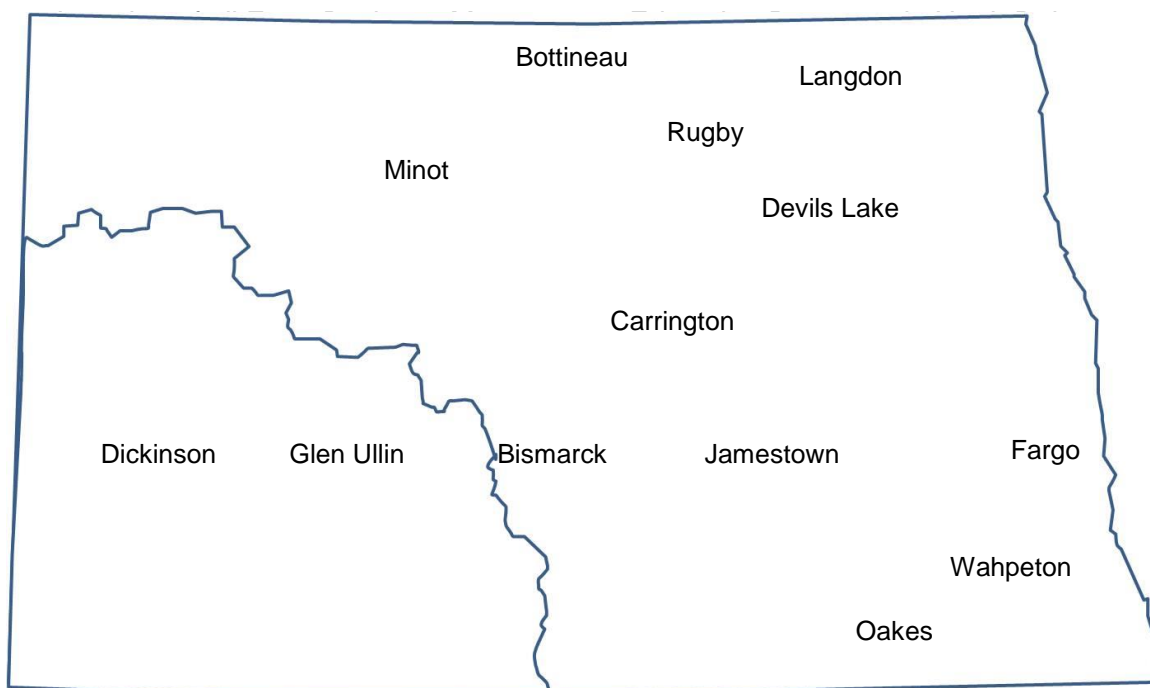 Bottineau
Langdon
Rugby
Minot
Devils Lake
Carrington
Dickinson
Glen Ullin
Bismarck
Jamestown
Fargo
Wahpeton
Oakes